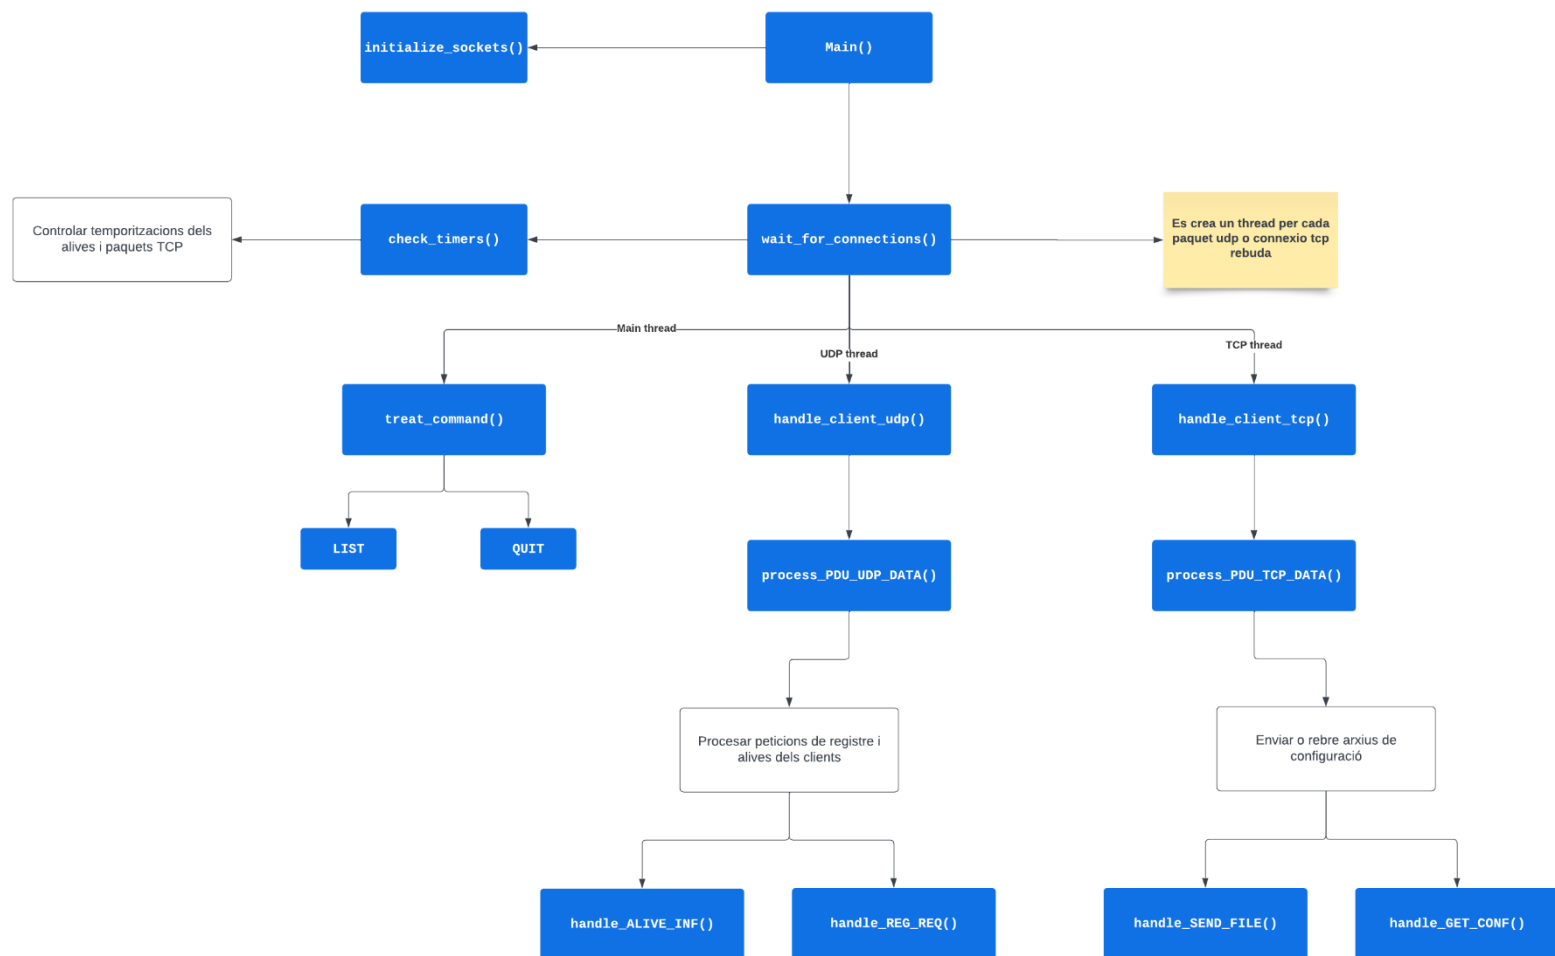 initialize_sockets()
Main()
Controlar temporitzacions dels
alives i paquets TCP
check_timers()
wait_for_connections()
Es crea un thread per cada
paquet udp o connexio tcp
rebuda
Main thread
UDP thread
TCP thread
treat_command()
handle_client_udp()
handle_client_tcp()
LIST
QUIT
process_PDU_UDP_DATA()
process_PDU_TCP_DATA()
Procesar peticions de registre i
alives dels clients
Enviar o rebre arxius de
configuració
handle_ALIVE_INF()
handle_REG_REQ()
handle_SEND_FILE()
handle_GET_CONF()